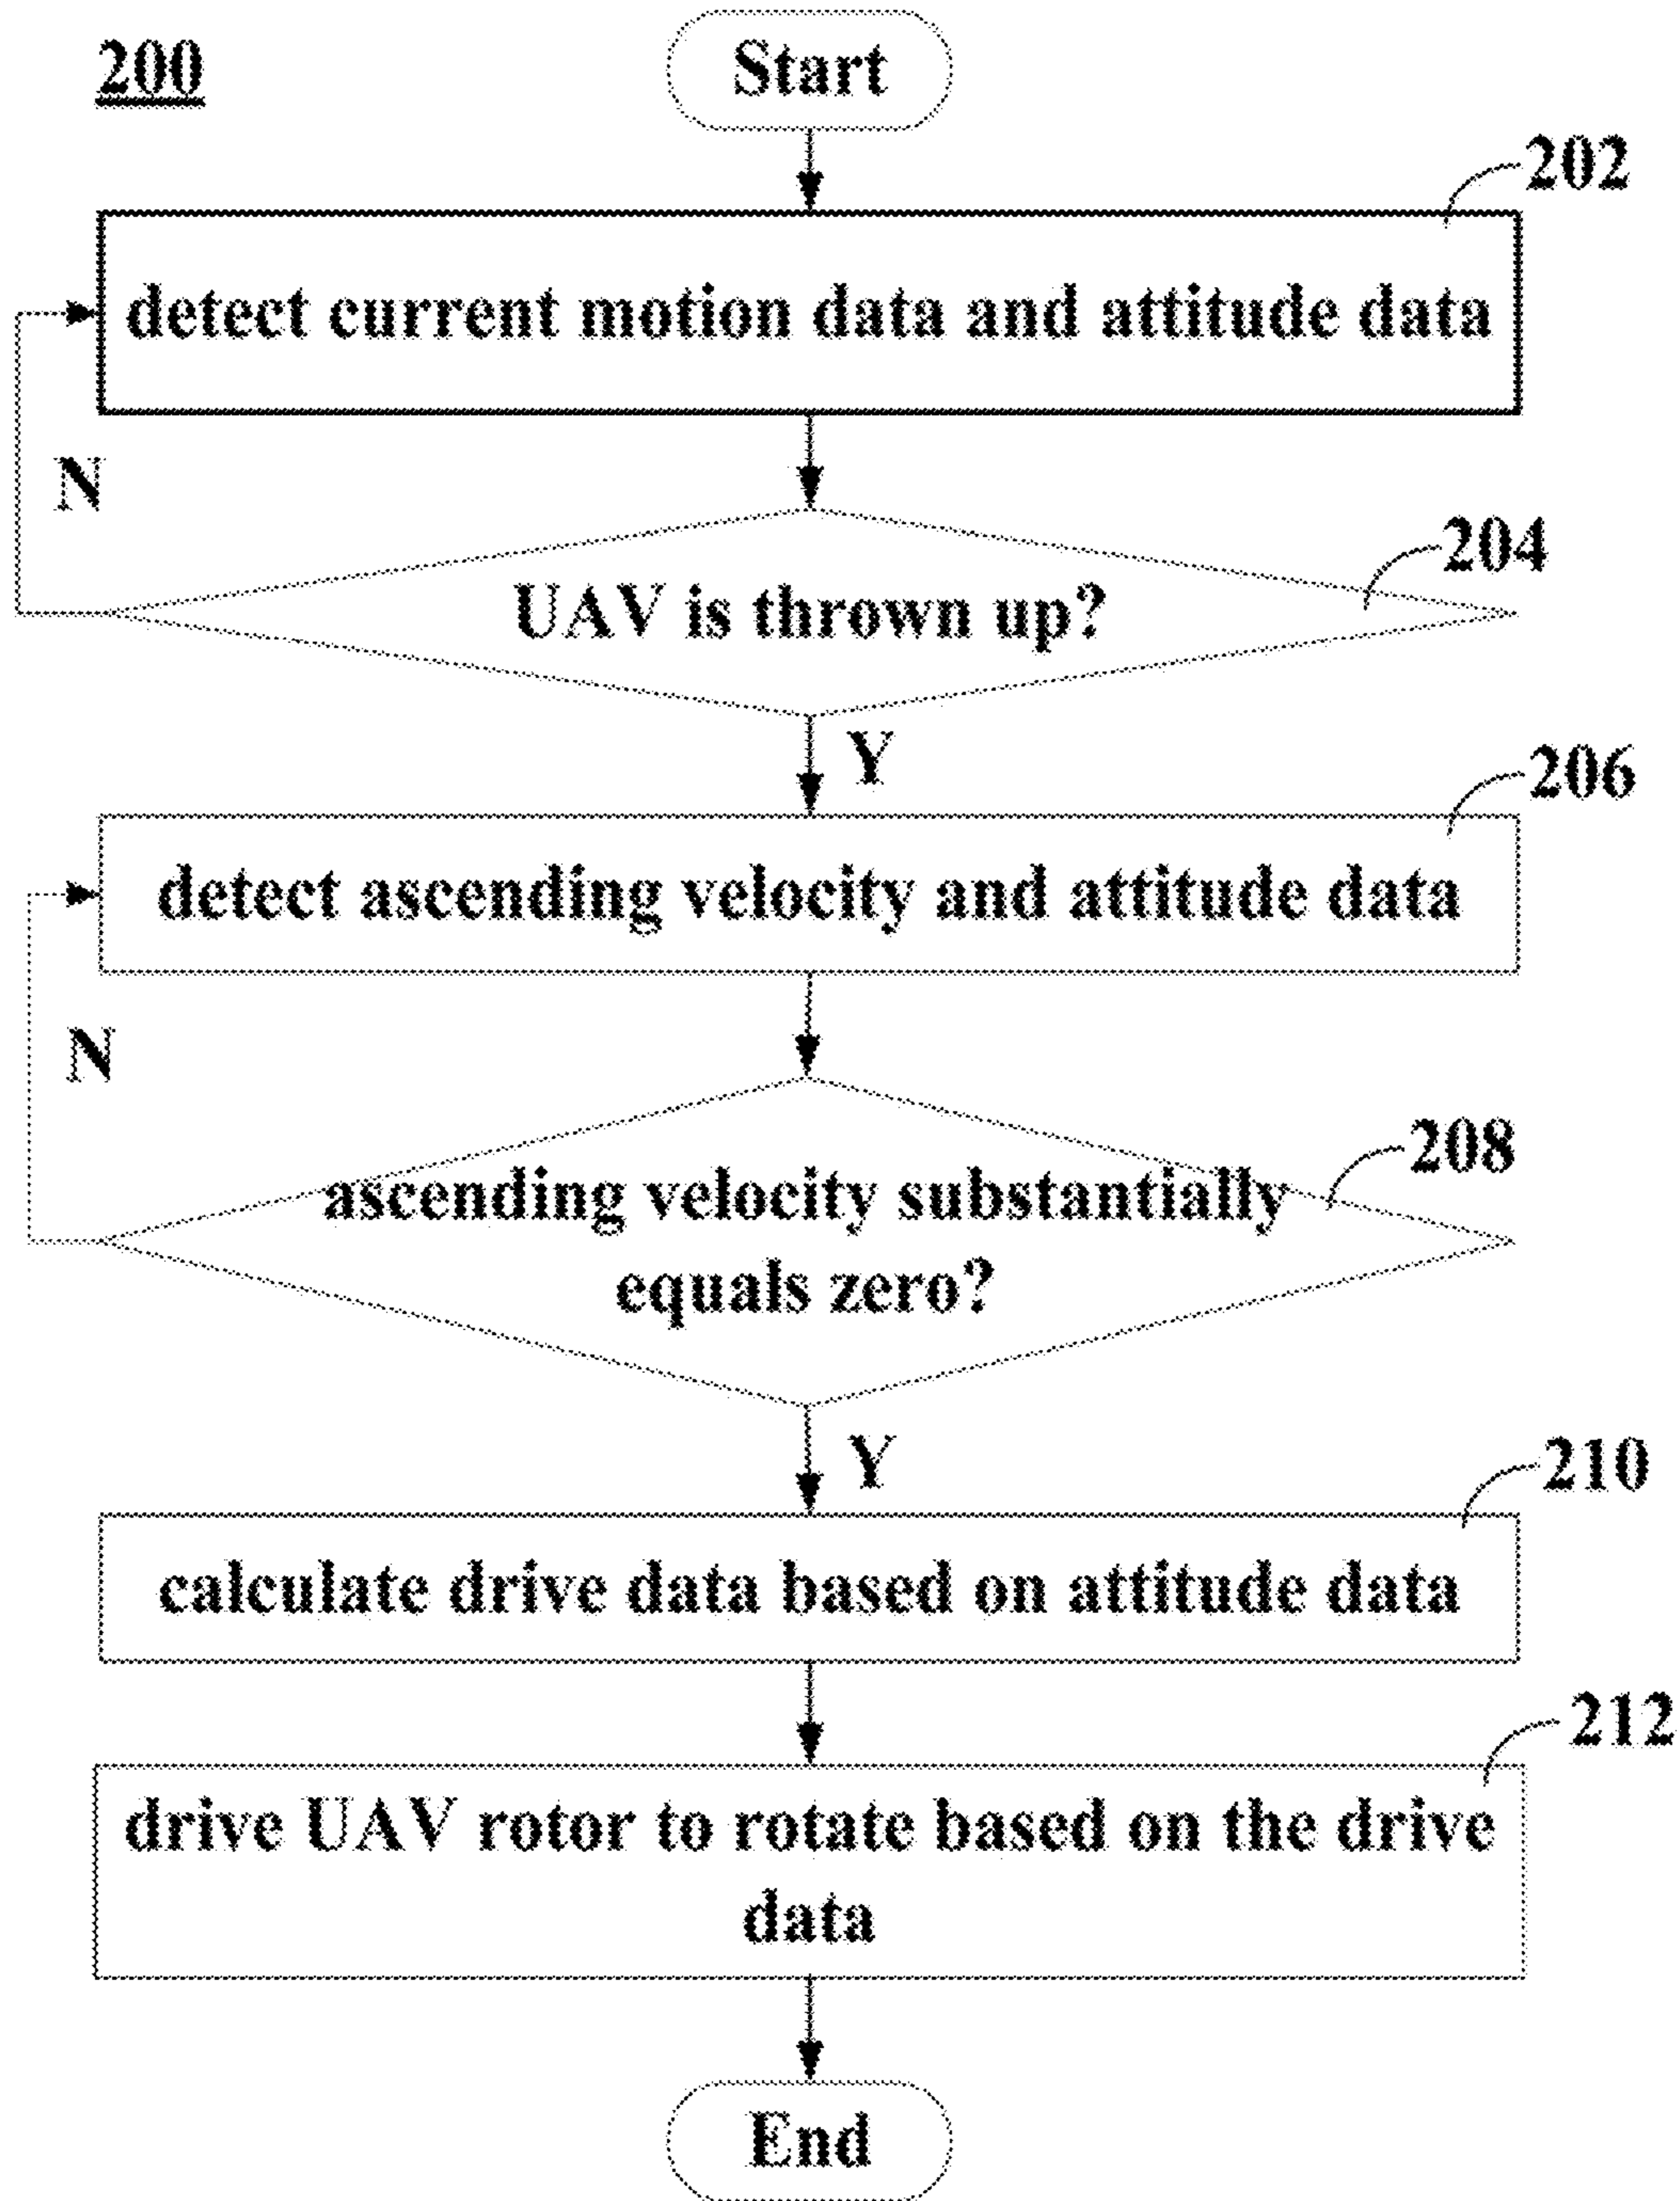 200
Start
202
detect current motion data and attitude data
N
204
UAV is thrown up?
Y
206
detect ascending velocity and attitude data
N
208
ascending velocity substantially
equals zero?
Y
210
calculate drive data based on attitude data
212
drive UAV rotor to rotate based on the drive
data
End